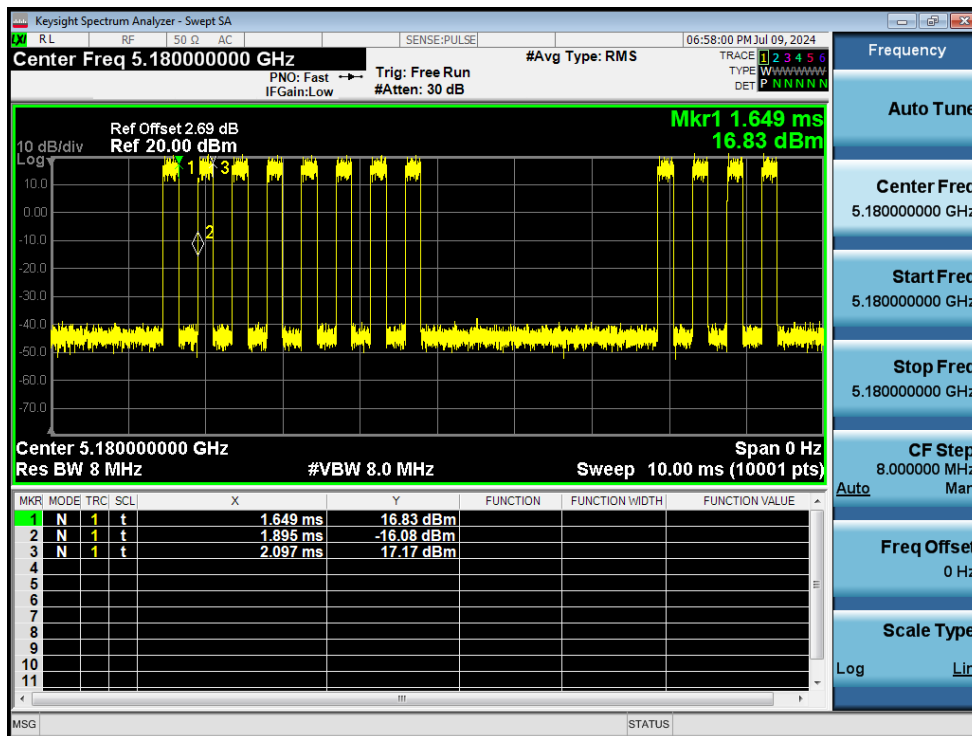 Keysight Spectrum Analyzer - Swept SA
LXI RL RF 50 Ω AC SENSE:PULSE 06:58:00 PM Jul 09, 2024
Center Freq 5.180000000 GHz
#Avg Type: RMS
TRACE 1 2 3 4 5 6
PNO: Fast Trig: Free Run
TYPE WWWWWW
IFGain:Low #Atten: 30 dB
DET P N N N N N
Mkr1 1.649 ms
16.83 dBm
Ref Offset 2.69 dB
10 dB/div Ref 20.00 dBm
Log
1 3
10.0
0.00
2
-10.0
-20.0
-30.0
-40.0
-50.0
-60.0
-70.0
Center 5.180000000 GHz Span 0 Hz
Res BW 8 MHz #VBW 8.0 MHz Sweep 10.00 ms (10001 pts)
MKR MODE TRC SCL X Y FUNCTION FUNCTION WIDTH FUNCTION VALUE
1 N 1 t 1.649 ms 16.83 dBm
2 N 1 t 1.895 ms -16.08 dBm
3 N 1 t 2.097 ms 17.17 dBm
4
5
6
7
8
9
10
11
MSG STATUS
Frequency
Auto Tune
Center Freq
5.180000000 GHz
Start Freq
5.180000000 GHz
Stop Freq
5.180000000 GHz
CF Step
8.000000 MHz
Auto Man
Freq Offset
0 Hz
Scale Type
Log Lin